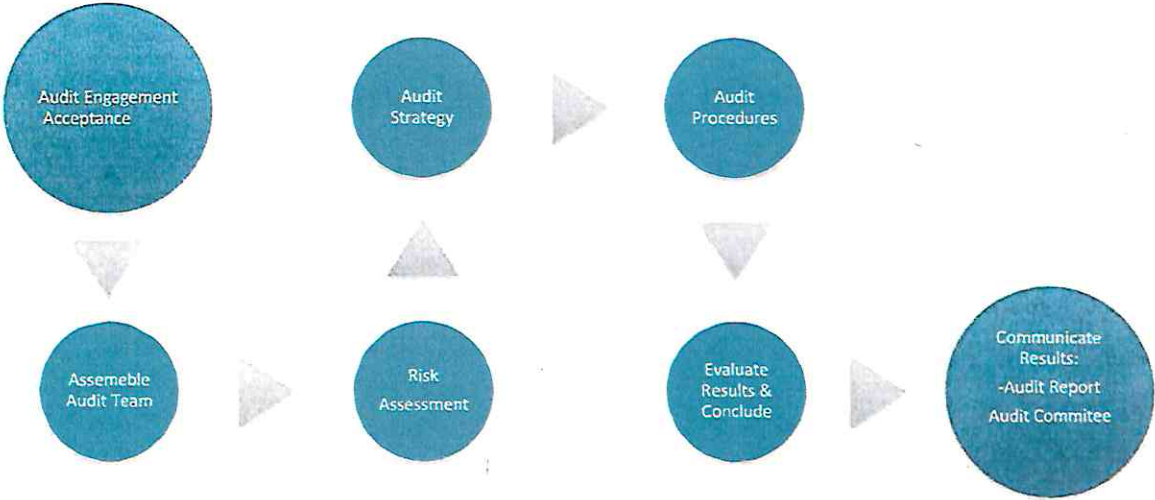 Audit Engagement
Acceptance
Assemeble
Audit Team
Risk
Assessment
Audit
Strategy
Audit
Procedures
Evaluate
Results &
Conclude
Communicate
Results:
-Audit Report
Audit Commitee